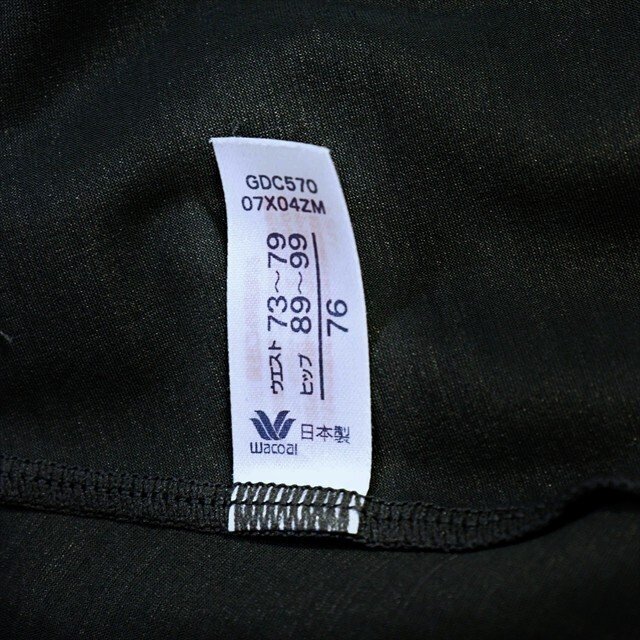 GDC570
07X04ZM
ウエスト 73～79
ヒップ 89～99
76
Wacoal
日本製